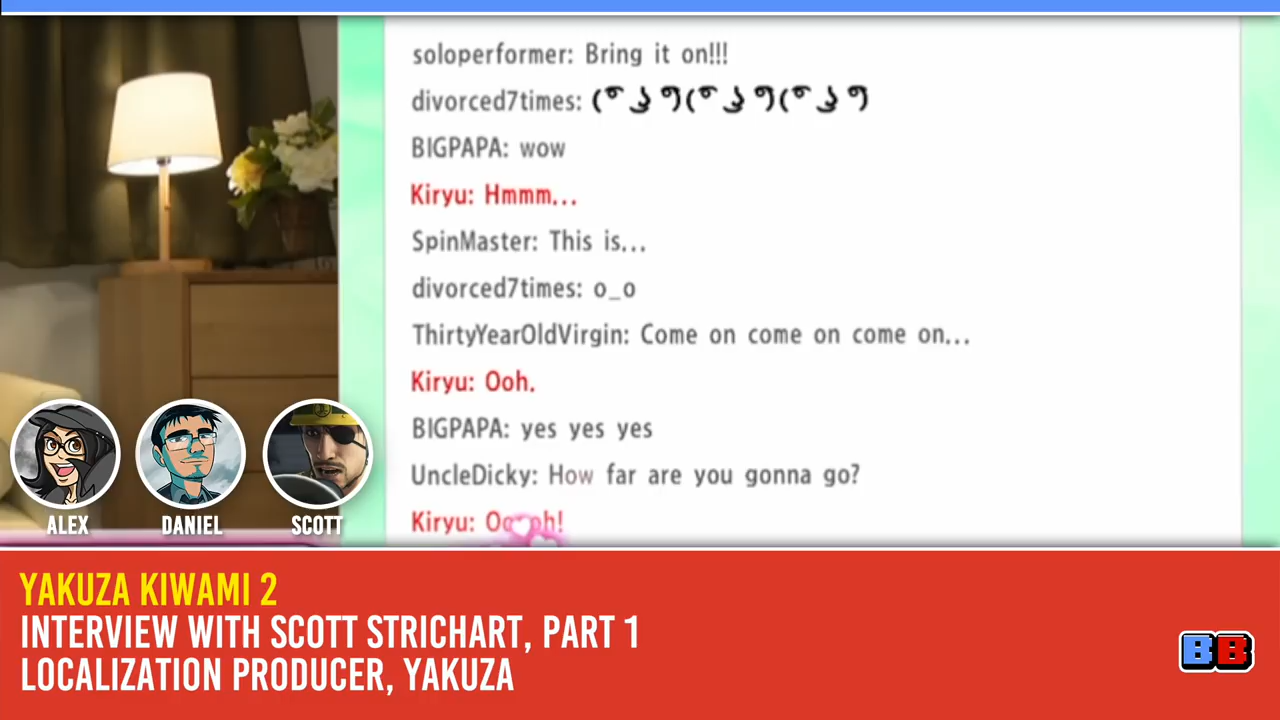 soloperformer: Bring it on!!!
divorced7times: ( ͡° ͜ʖ ͡°)( ͡° ͜ʖ ͡°)( ͡° ͜ʖ ͡°)
BIGPAPA: wow
Kiryu: Hmmm...
SpinMaster: This is...
divorced7times: o_o
ThirtyYearOldVirgin: Come on come on come on...
Kiryu: Ooh.
BIGPAPA: yes yes yes
UncleDicky: How far are you gonna go?
Kiryu:
ALEX DANIEL SCOTT
YAKUZA KIWAMI 2
INTERVIEW WITH SCOTT STRICHART, PART 1
LOCALIZATION PRODUCER, YAKUZA
BB